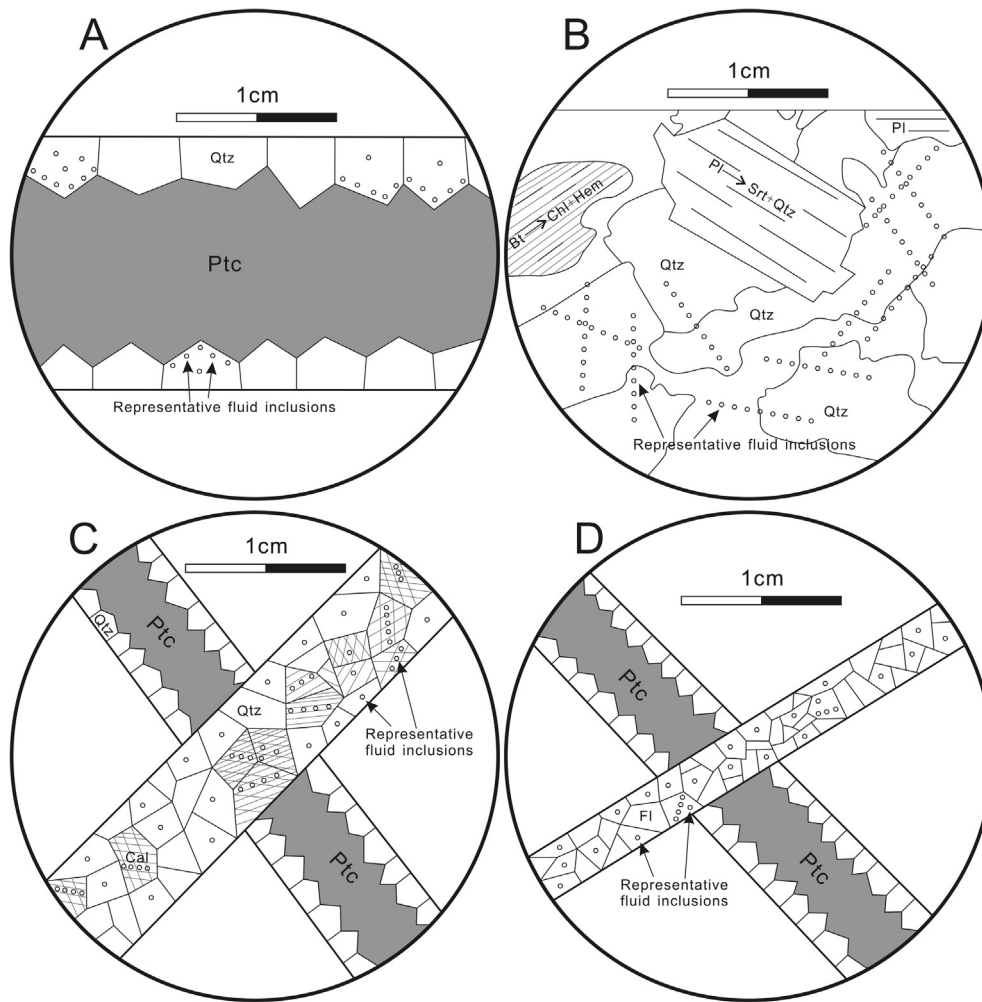 A
1cm
Qtz
Ptc
Representative fluid inclusions
B
1cm
Pl
Pl → Srt+Qtz
Bt → Chl+Hem
Qtz
Qtz
Qtz
Representative fluid inclusions
C
1cm
Qtz
Ptc
Qtz
Representative
fluid inclusions
Cal
Ptc
D
1cm
Ptc
Fl
Representative
fluid inclusions
Ptc